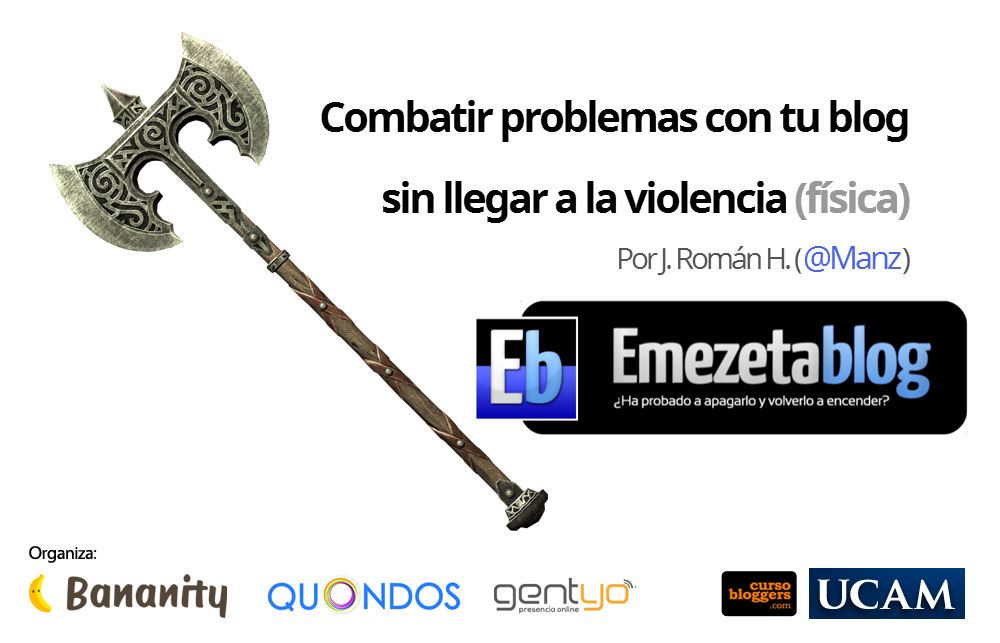 Combatir problemas con tu blog
sin llegar a la violencia (física)
Por J. Román H. (@Manz)
Eb
Emezetablog
¿Ha probado a apagarlo y volverlo a encender?
Organiza:
Bananity
QUONDOS
gentyo
presencia online
curso
bloggers
.com
UCAM